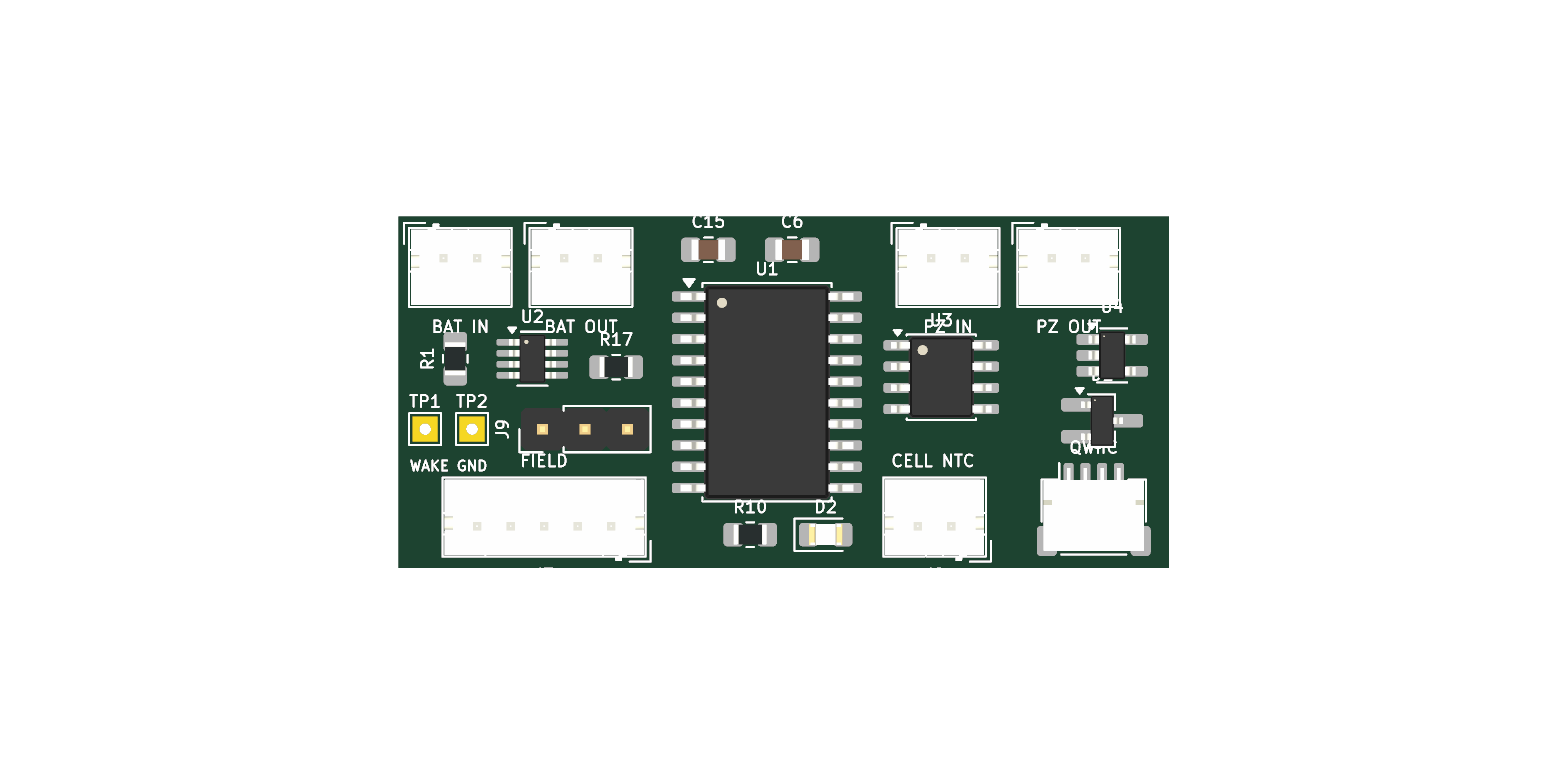 C15 C6
U1
BAT IN
U2
BAT OUT
R17
R1
U3
PZ IN
PZ OUT
TP1 TP2
J9
WAKE GND
FIELD
CELL NTC
R10 D2